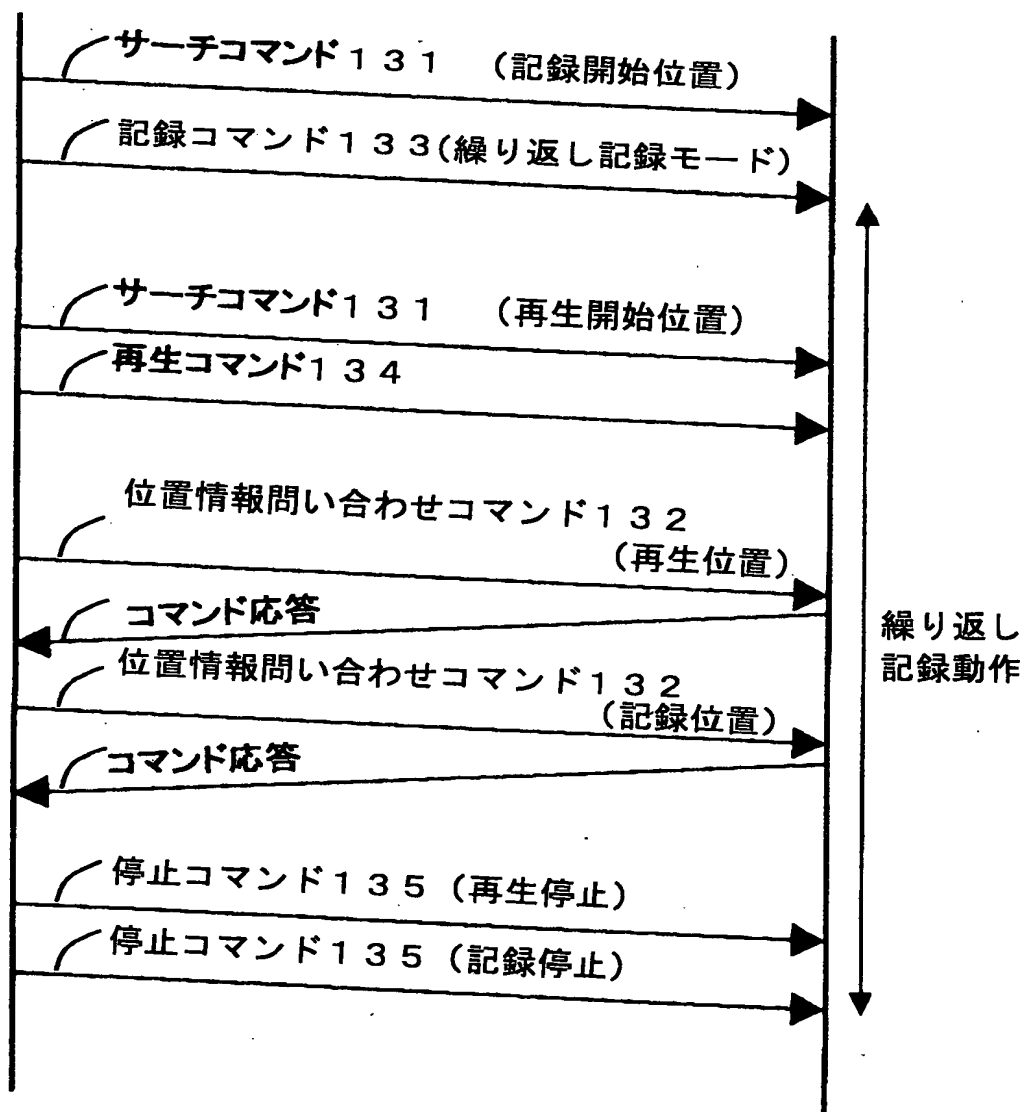 サーチコマンド１３１　（記録開始位置）
記録コマンド１３３(繰り返し記録モード)
サーチコマンド１３１　（再生開始位置）
再生コマンド１３４
位置情報問い合わせコマンド１３２
（再生位置）
コマンド応答
位置情報問い合わせコマンド１３２
（記録位置）
コマンド応答
繰り返し
記録動作
停止コマンド１３５（再生停止）
停止コマンド１３５（記録停止）